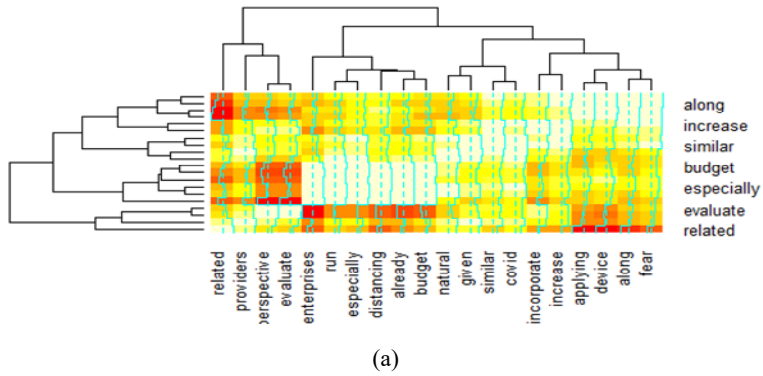 along
increase
similar
budget
especially
evaluate
related
related
providers
perspective
evaluate
enterprises
run
especially
distancing
already
budget
natural
given
similar
covid
incorporate
increase
applying
device
along
fear
(a)